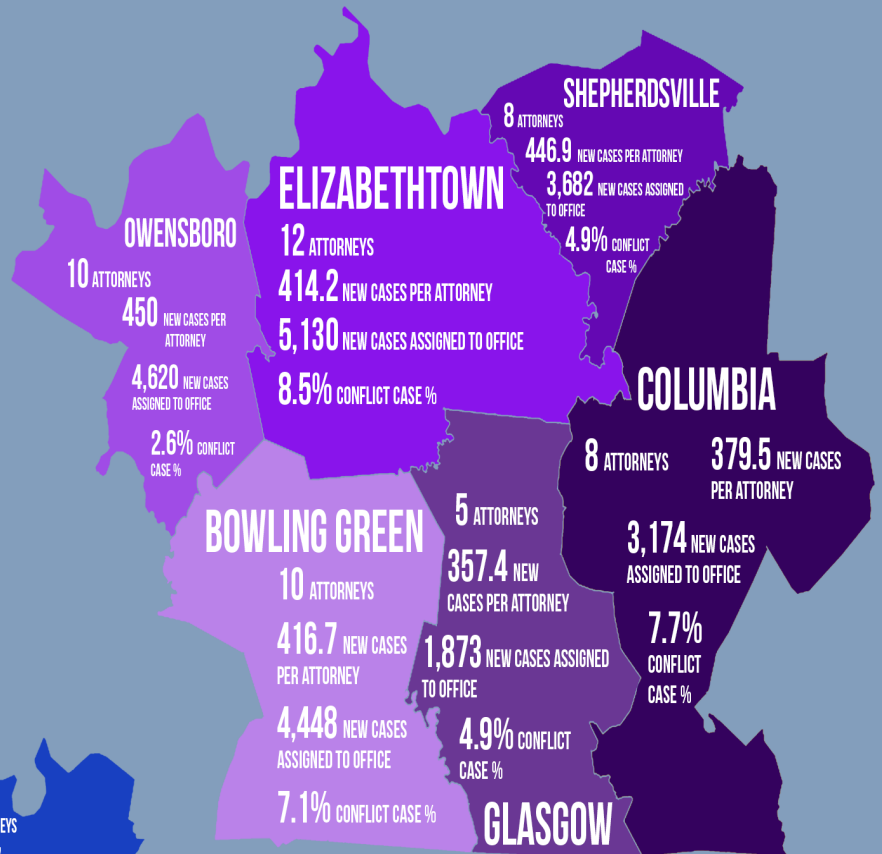 SHEPHERDSVILLE
8 ATTORNEYS
446.9 NEW CASES PER ATTORNEY
3,682 NEW CASES ASSIGNED
TO OFFICE
4.9% CONFLICT
CASE %
ELIZABETHTOWN
12 ATTORNEYS
414.2 NEW CASES PER ATTORNEY
5,130 NEW CASES ASSIGNED TO OFFICE
8.5% CONFLICT CASE %
OWENSBORO
10 ATTORNEYS
450 NEW CASES PER
ATTORNEY
4,620 NEW CASES
ASSIGNED TO OFFICE
2.6% CONFLICT
CASE %
COLUMBIA
8 ATTORNEYS
379.5 NEW CASES
PER ATTORNEY
3,174 NEW CASES
ASSIGNED TO OFFICE
7.7%
CONFLICT
CASE %
BOWLING GREEN
10 ATTORNEYS
416.7 NEW CASES
PER ATTORNEY
4,448 NEW CASES
ASSIGNED TO OFFICE
7.1% CONFLICT CASE %
5 ATTORNEYS
357.4 NEW
CASES PER ATTORNEY
1,873 NEW CASES ASSIGNED
TO OFFICE
4.9% CONFLICT
CASE %
GLASGOW
EYS